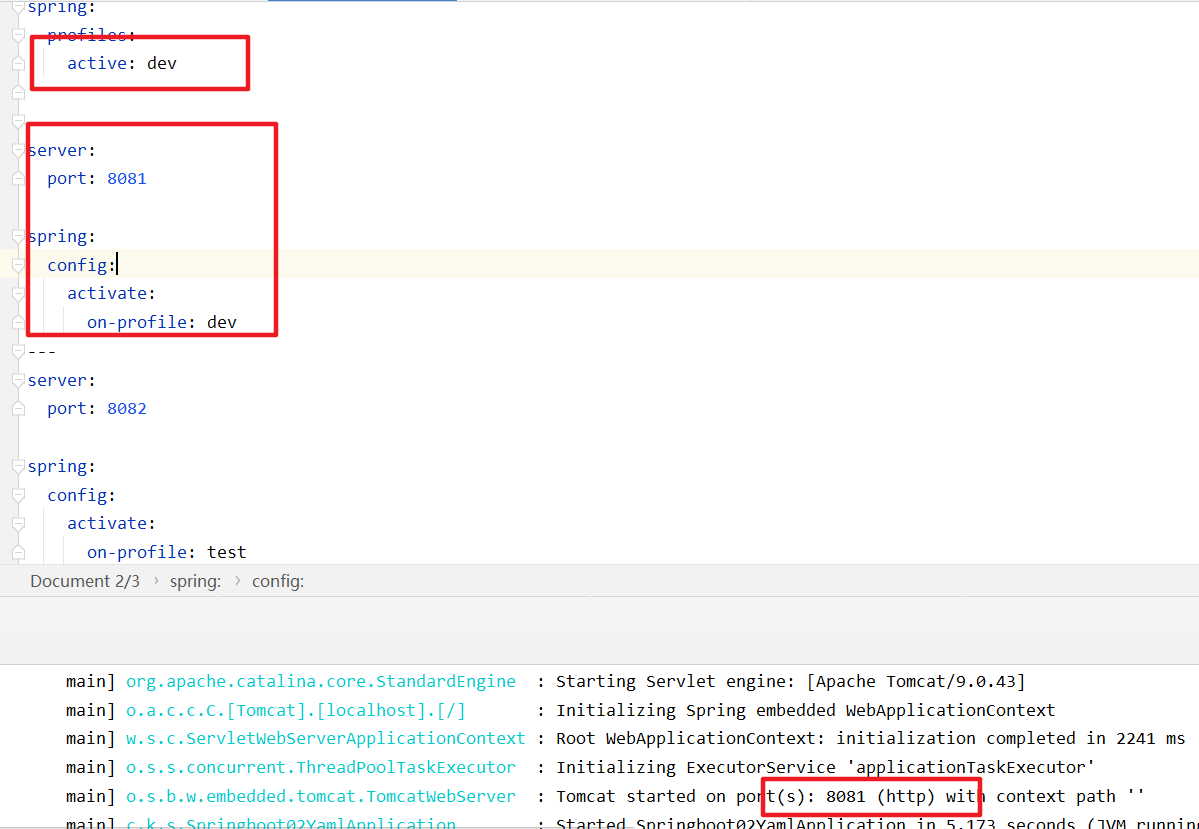 spring:
  profiles:
    active: dev
server:
  port: 8081
spring:
  config:
    activate:
      on-profile: dev
---
server:
  port: 8082
spring:
  config:
    activate:
      on-profile: test
Document 2/3 › spring: › config:
main] org.apache.catalina.core.StandardEngine : Starting Servlet engine: [Apache Tomcat/9.0.43]
main] o.a.c.c.C.[Tomcat].[localhost].[/] : Initializing Spring embedded WebApplicationContext
main] w.s.c.ServletWebServerApplicationContext : Root WebApplicationContext: initialization completed in 2241 ms
main] o.s.s.concurrent.ThreadPoolTaskExecutor : Initializing ExecutorService 'applicationTaskExecutor'
main] o.s.b.w.embedded.tomcat.TomcatWebServer : Tomcat started on port(s): 8081 (http) with context path ''
main] c.k.s.Springboot02YamlApplication : Started Springboot02YamlApplication in 5.173 seconds (JVM running